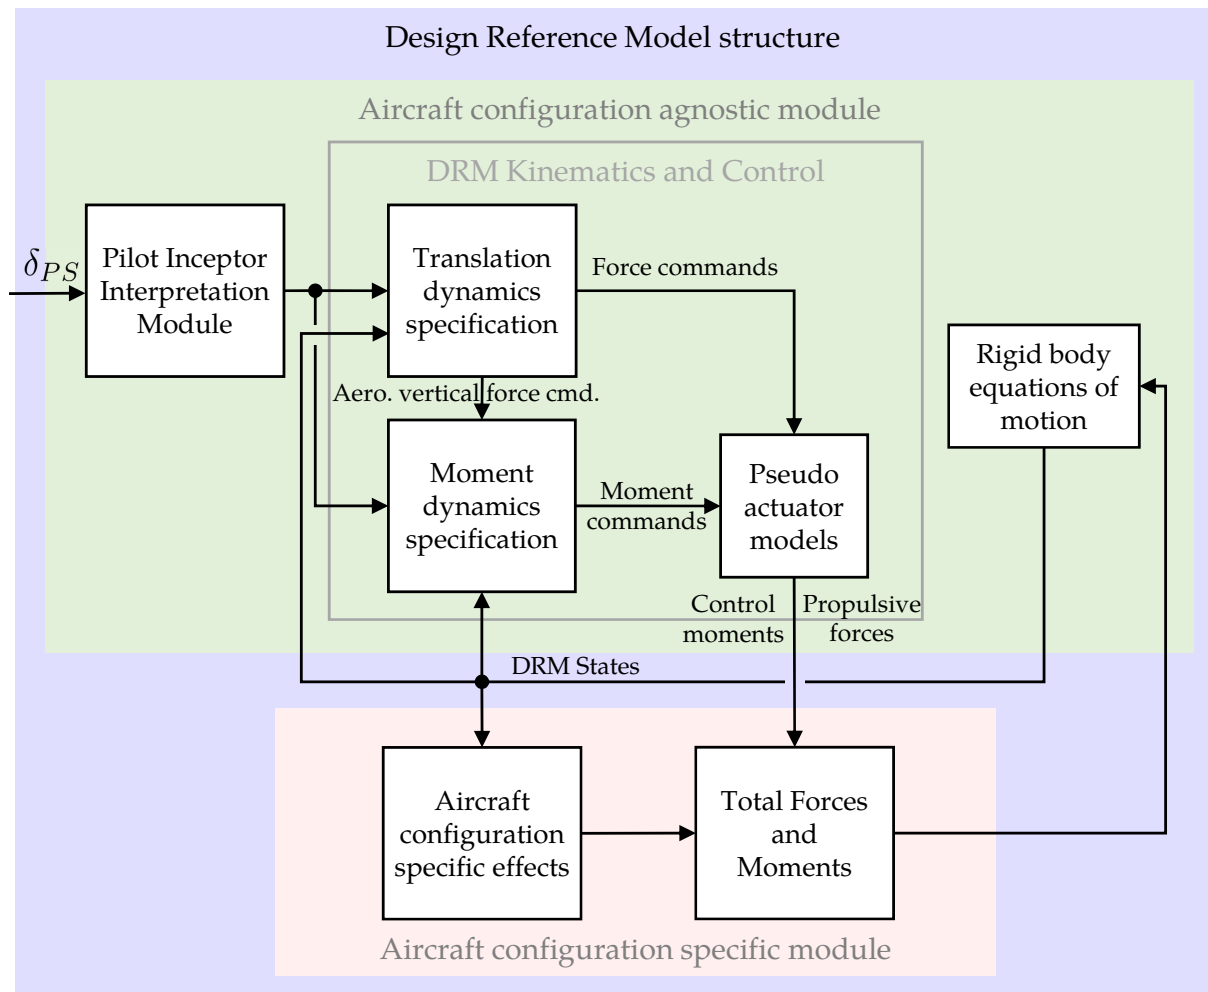 Design Reference Model structure
Aircraft configuration agnostic module
DRM Kinematics and Control
δPS
Pilot Inceptor
Interpretation
Module
Translation
dynamics
specification
Force commands
Rigid body
equations of
motion
Aero. vertical force cmd.
Moment
dynamics
specification
Moment
commands
Pseudo
actuator
models
Control
moments
Propulsive
forces
DRM States
Aircraft
configuration
specific effects
Total Forces
and
Moments
Aircraft configuration specific module